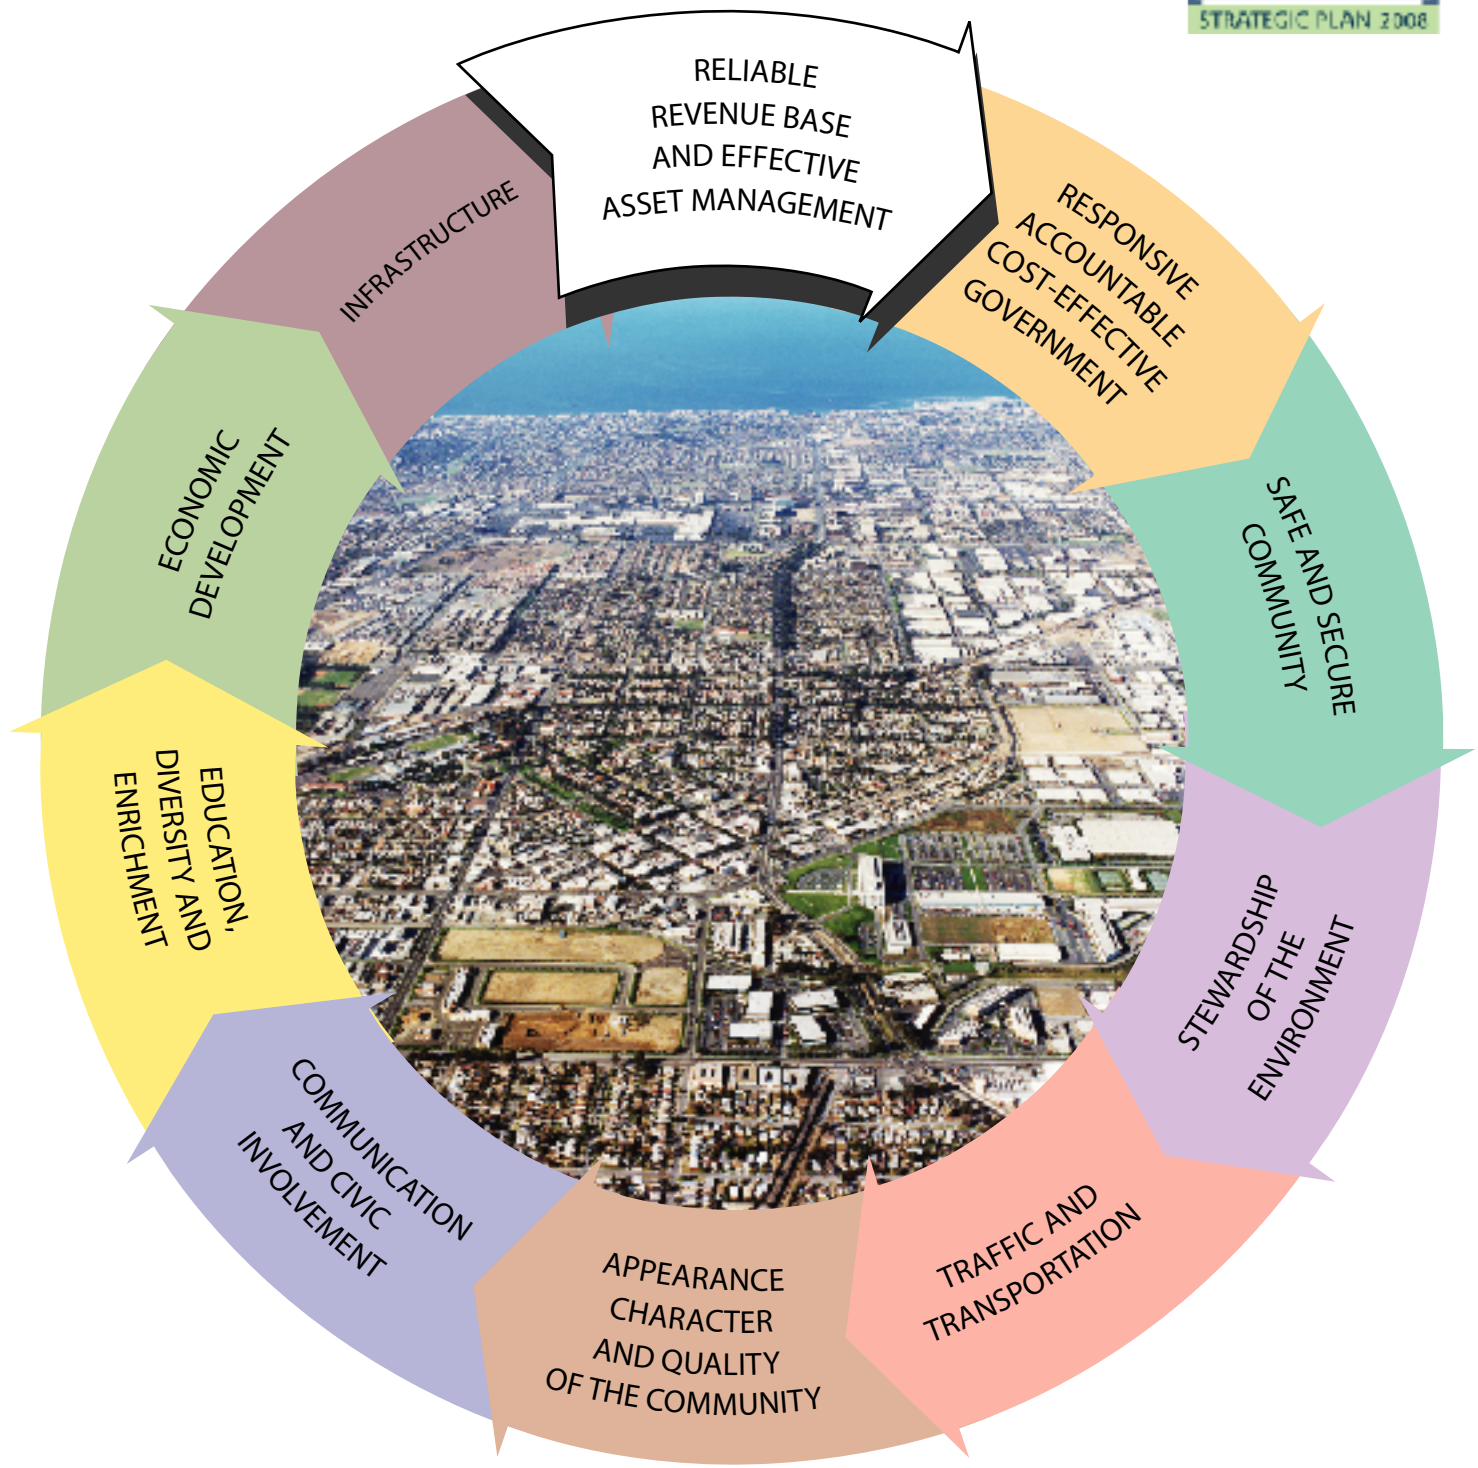 STRATEGIC PLAN 2008
RELIABLE
REVENUE BASE
AND EFFECTIVE
ASSET MANAGEMENT
RESPONSIVE
ACCOUNTABLE
COST-EFFECTIVE
GOVERNMENT
SAFE AND SECURE
COMMUNITY
STEWARDSHIP
OF THE
ENVIRONMENT
TRAFFIC AND
TRANSPORTATION
APPEARANCE
CHARACTER
AND QUALITY
OF THE COMMUNITY
COMMUNICATION
AND CIVIC
INVOLVEMENT
EDUCATION,
DIVERSITY AND
ENRICHMENT
ECONOMIC
DEVELOPMENT
INFRASTRUCTURE